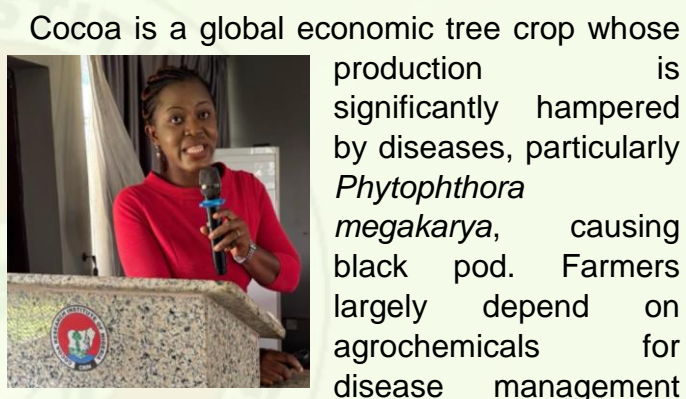 Cocoa is a global economic tree crop whose
production is
significantly hampered
by diseases, particularly
Phytophthora
megakarya, causing
black pod. Farmers
largely depend on
agrochemicals for
disease management